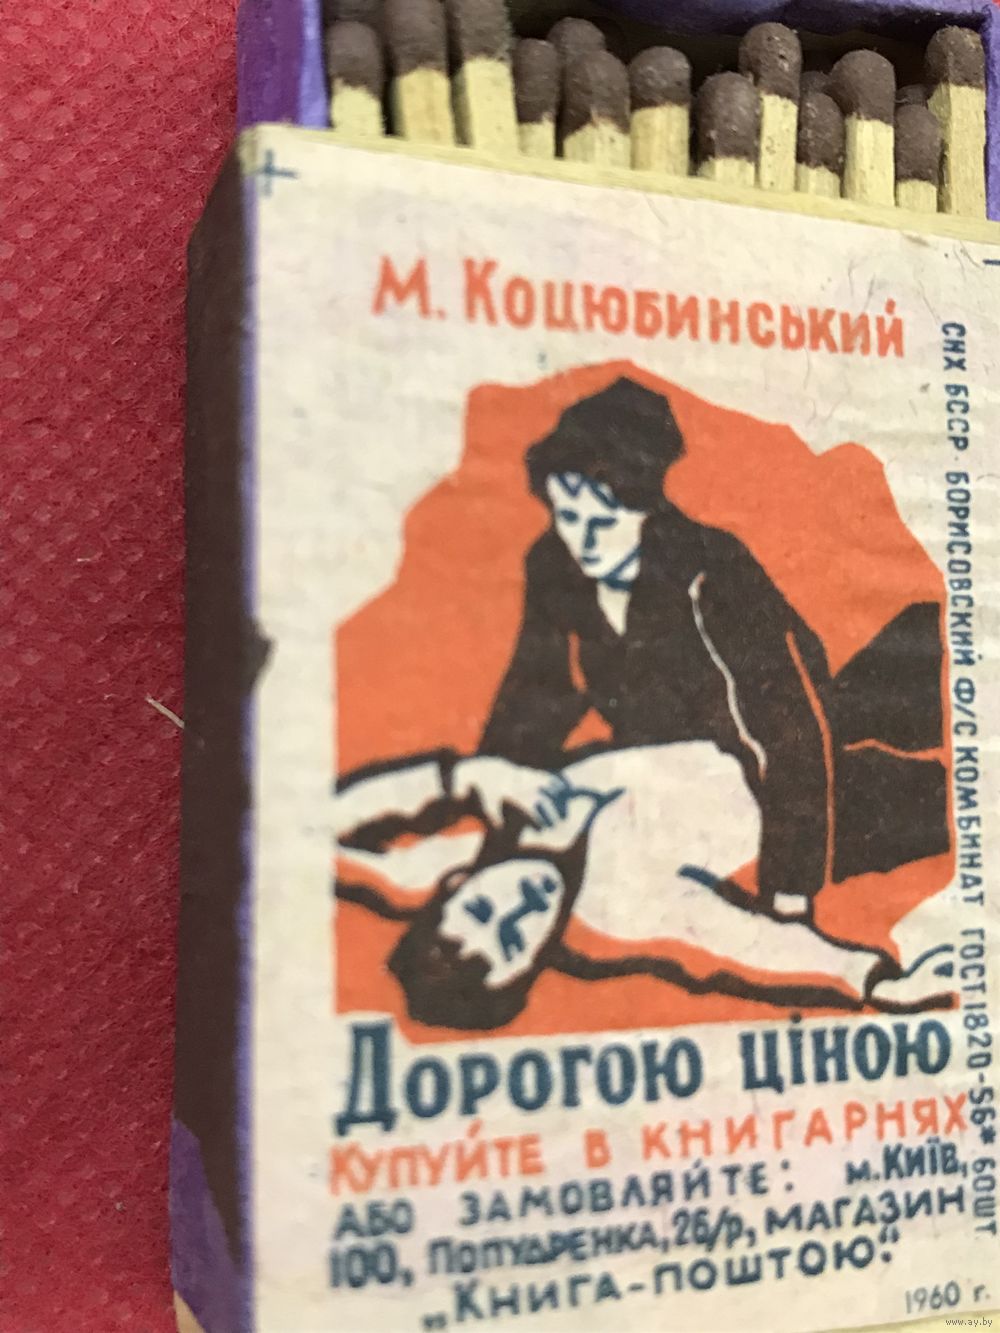 М. Коцюбинський
Дорогою ціною
Купуйте в книгарнях
або замовляйте: м.Київ,
100, Попудренка, 26/р, магазин
„Книга-поштою".
1960 г.
СНХ БССР · БОРИСОВСКИЙ Ф/С КОМБИНАТ ГОСТ 1820-56* 60ШТ
www.ay.by